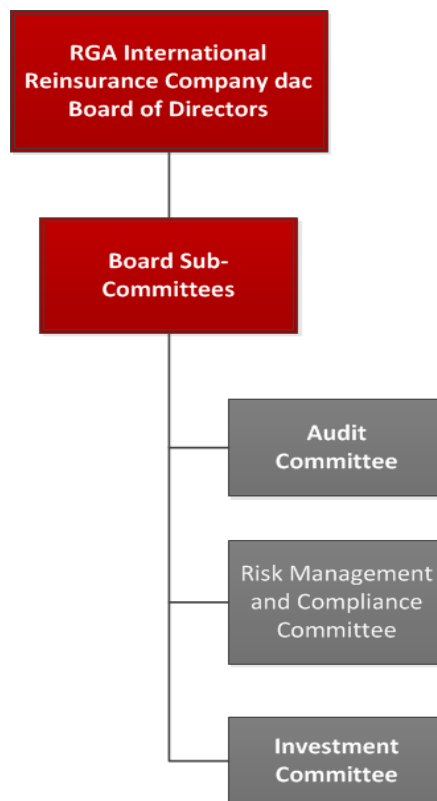 RGA International
Reinsurance Company dac
Board of Directors
Board Sub-
Committees
Audit
Committee
Risk Management
and Compliance
Committee
Investment
Committee